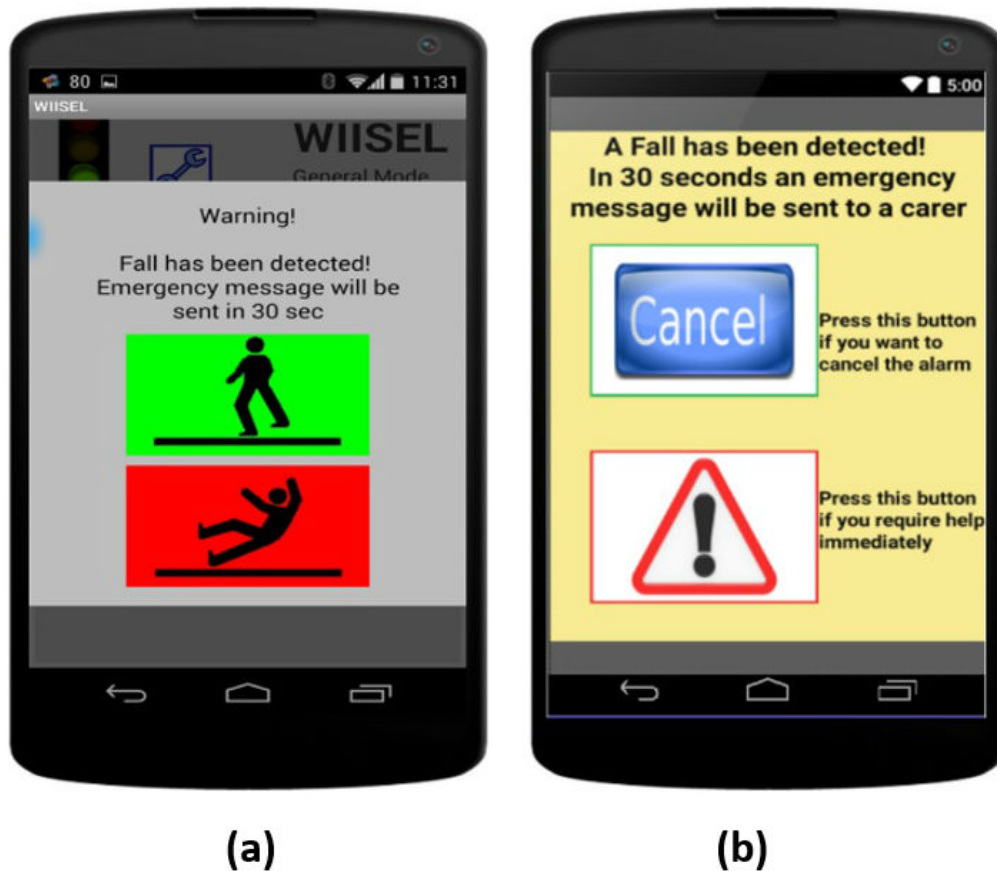 80
11:31
WIISEL
WIISEL
General Mode
Warning!
Fall has been detected!
Emergency message will be
sent in 30 sec
5:00
A Fall has been detected!
In 30 seconds an emergency
message will be sent to a carer
Cancel
Press this button
if you want to
cancel the alarm
Press this button
if you require help
immediately
(a)
(b)